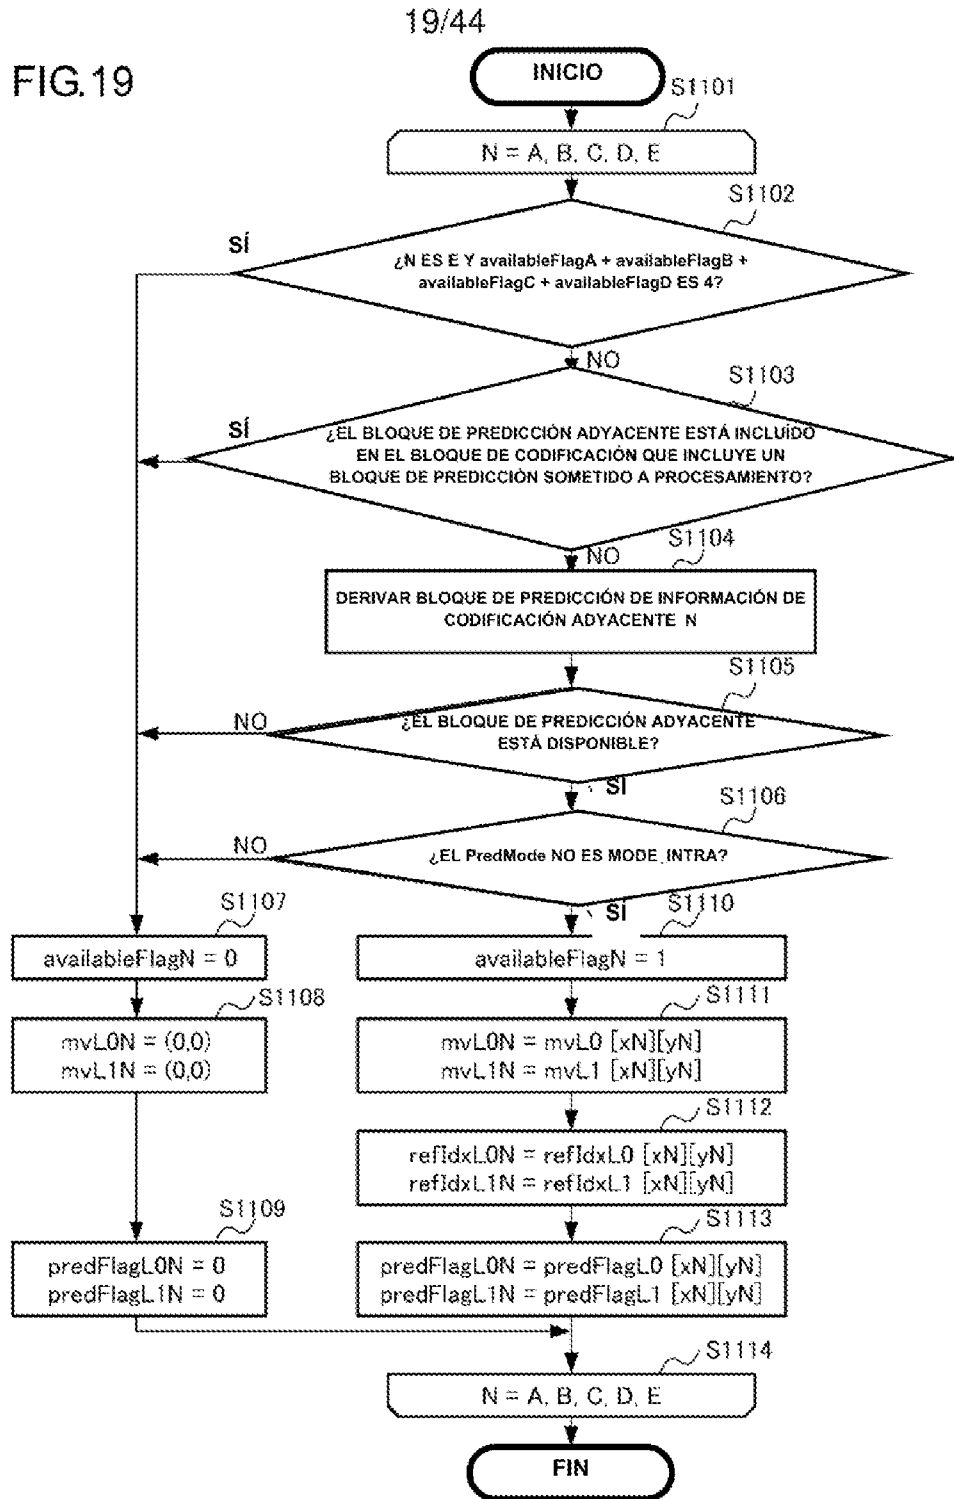 19/44
FIG.19
INICIO
S1101
N = A, B, C, D, E
S1102
SÍ
¿N ES E Y availableFlagA + availableFlagB +
availableFlagC + availableFlagD ES 4?
NO
S1103
SÍ
¿EL BLOQUE DE PREDICCIÓN ADYACENTE ESTÁ INCLUÍDO
EN EL BLOQUE DE CODIFICACIÓN QUE INCLUYE UN
BLOQUE DE PREDICCIÓN SOMETIDO A PROCESAMIENTO?
NO
S1104
DERIVAR BLOQUE DE PREDICCIÓN DE INFORMACIÓN DE
CODIFICACIÓN ADYACENTE N
S1105
NO
¿EL BLOQUE DE PREDICCIÓN ADYACENTE
ESTÁ DISPONIBLE?
SÍ
S1106
NO
¿EL PredMode NO ES MODE_INTRA?
SÍ
S1107
availableFlagN = 0
S1110
availableFlagN = 1
S1108
mvL0N = (0,0)
mvL1N = (0,0)
S1111
mvL0N = mvL0 [xN][yN]
mvL1N = mvL1 [xN][yN]
S1112
refIdxL0N = refIdxL0 [xN][yN]
refIdxL1N = refIdxL1 [xN][yN]
S1109
predFlagL0N = 0
predFlagL1N = 0
S1113
predFlagL0N = predFlagL0 [xN][yN]
predFlagL1N = predFlagL1 [xN][yN]
S1114
N = A, B, C, D, E
FIN